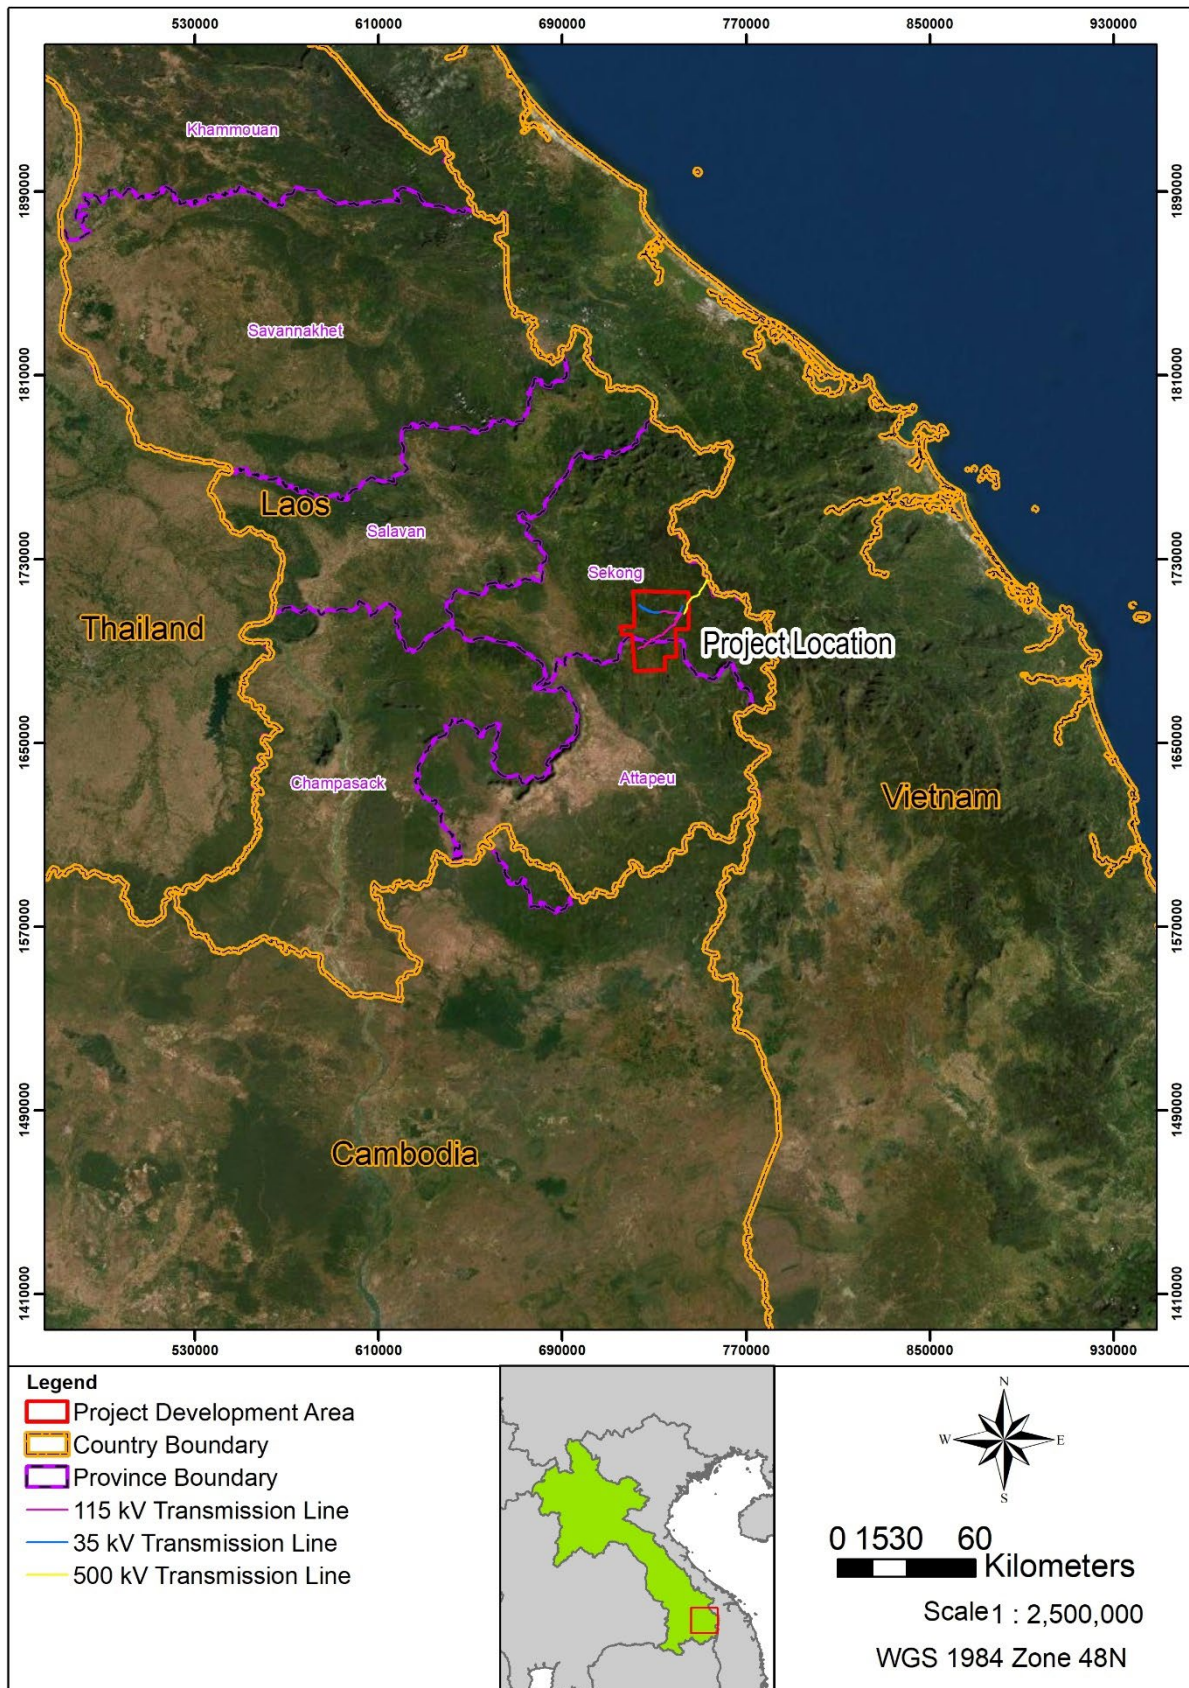 530000 610000 690000 770000 850000 930000
Khammouan
1890000 1890000
Savannakhet
1810000 1810000
Laos
Salavan
1730000 1730000
Sekong
Thailand
Project Location
1650000 1650000
Champasack
Attapeu
Vietnam
1570000 1570000
1490000 1490000
Cambodia
1410000 1410000
530000 610000 690000 770000 850000 930000
Legend
Project Development Area
Country Boundary
Province Boundary
115 kV Transmission Line
35 kV Transmission Line
500 kV Transmission Line
N
W E
S
0 1530 60
Kilometers
Scale 1 : 2,500,000
WGS 1984 Zone 48N